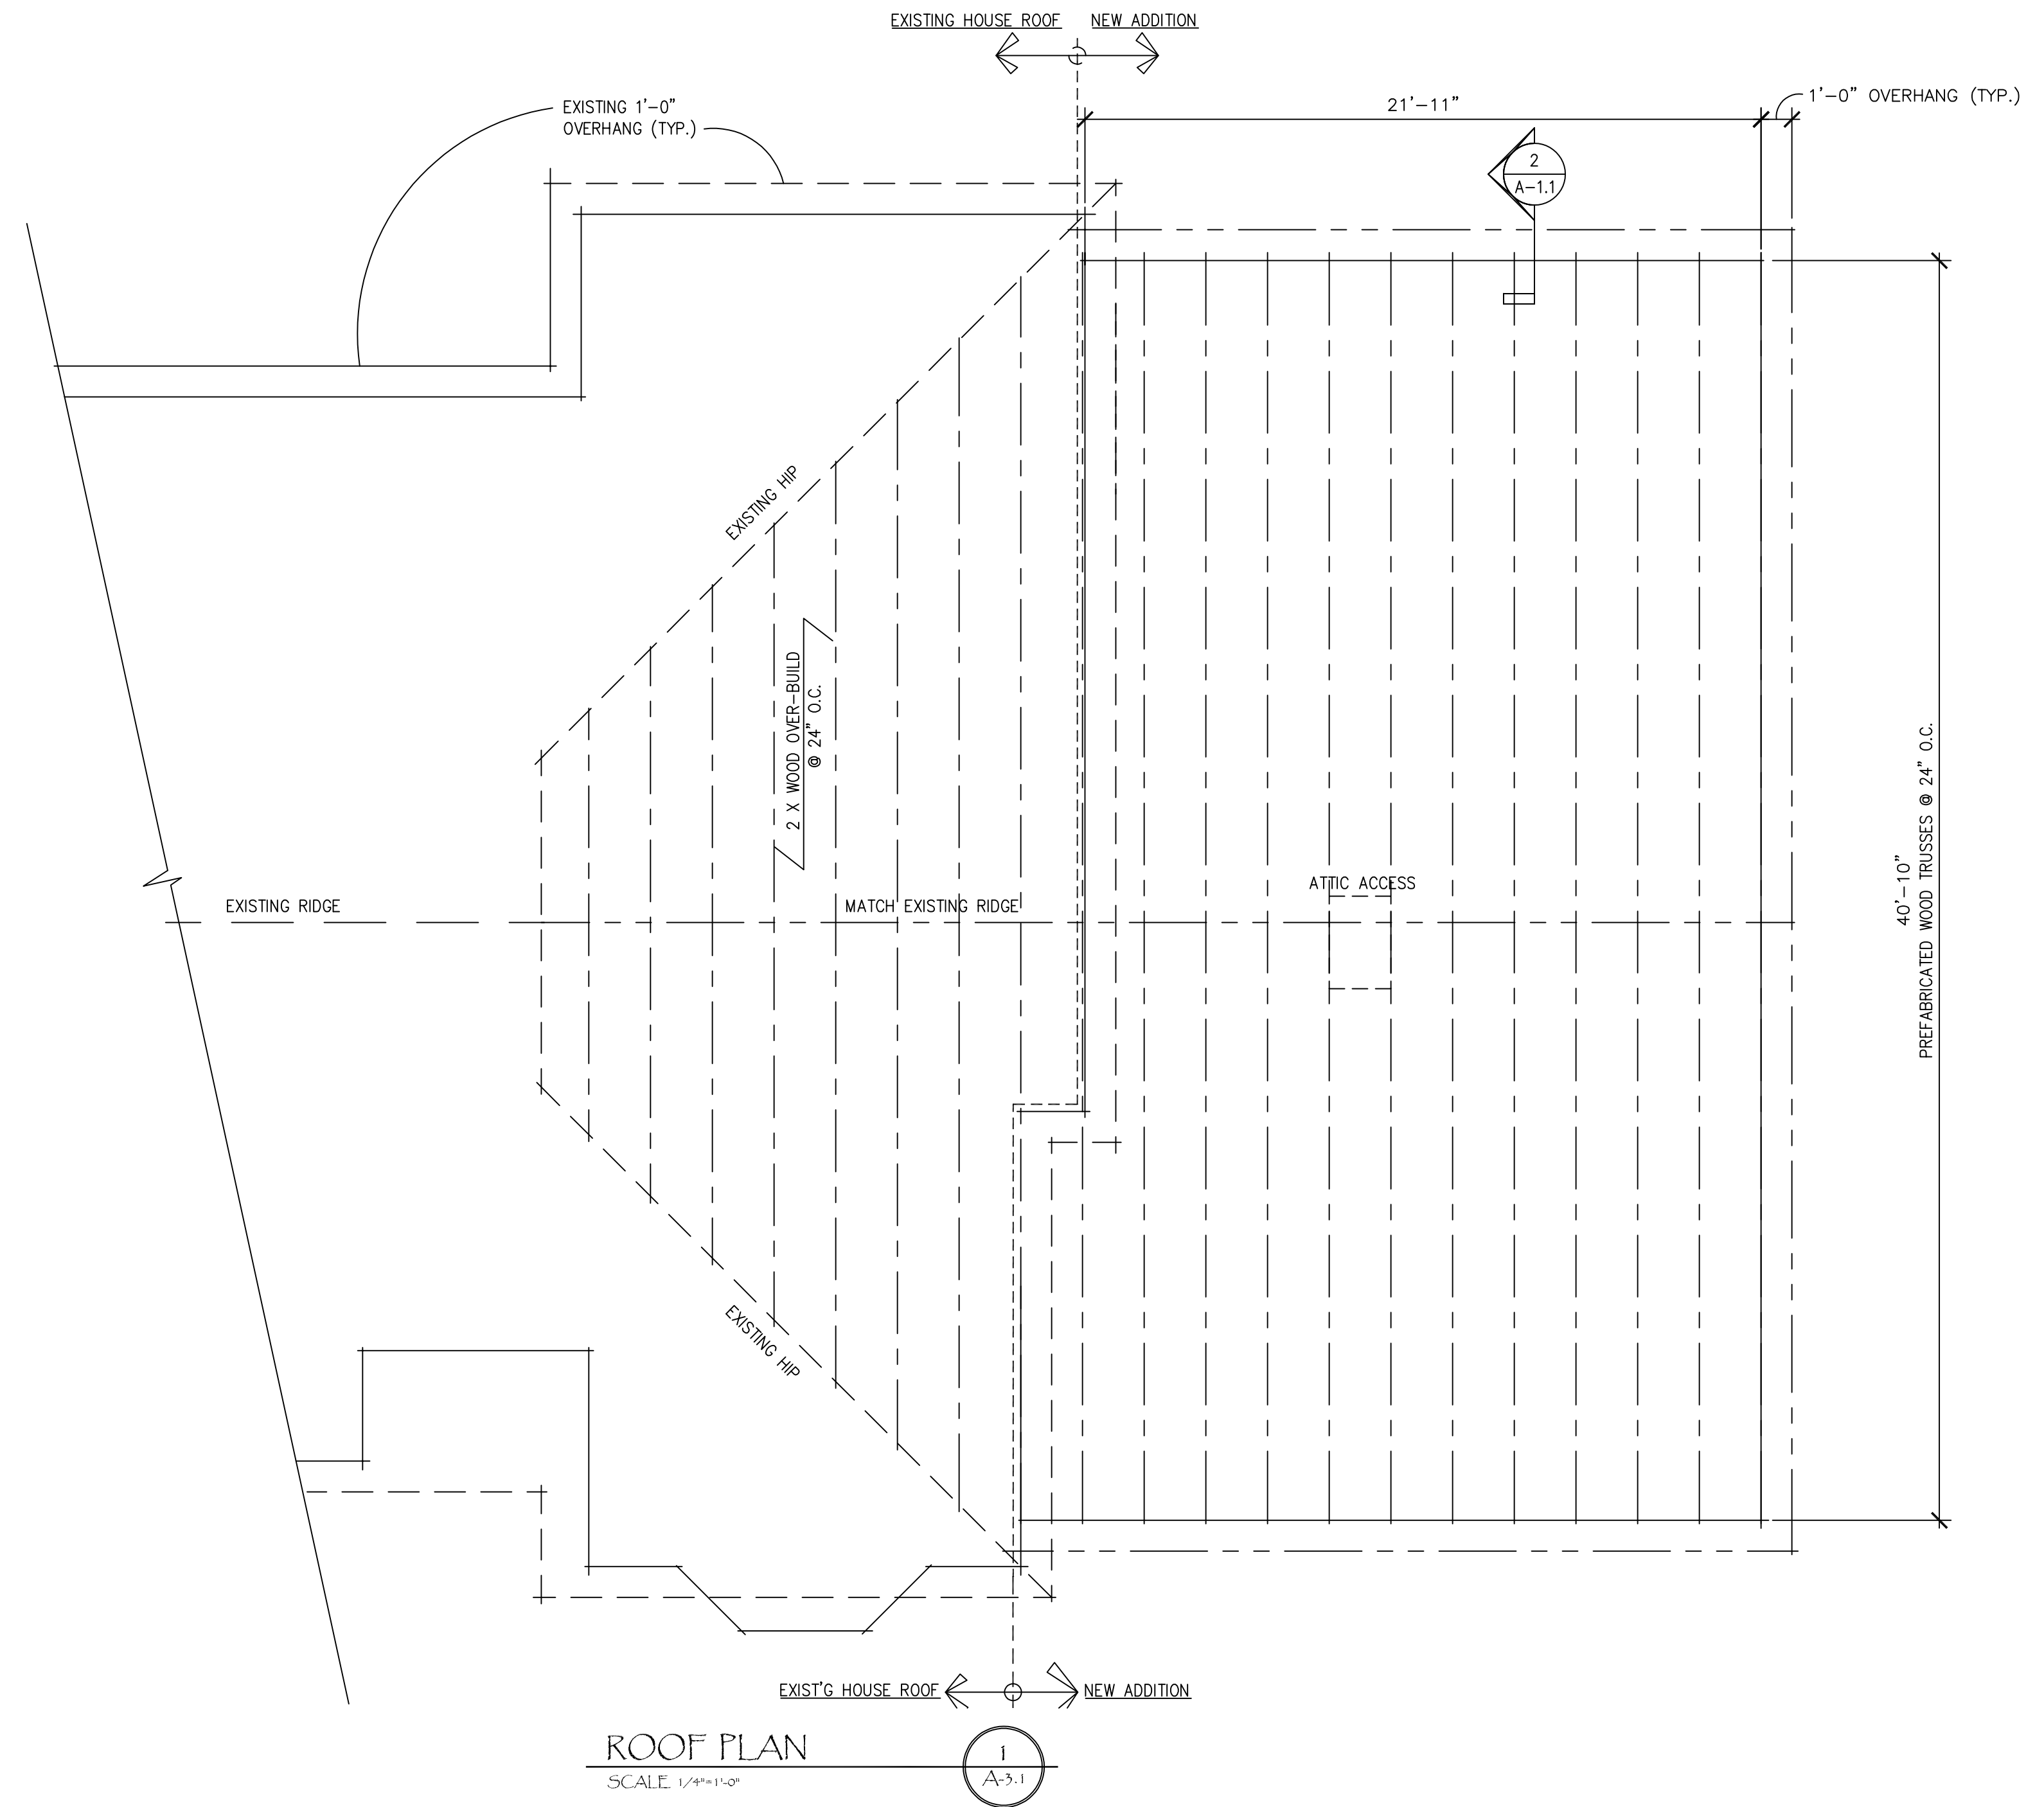 EXISTING HOUSE ROOF
NEW ADDITION
EXISTING 1'-0"
OVERHANG (TYP.)
21'-11"
1'-0" OVERHANG (TYP.)
2
A-1.1
EXISTING HIP
2 X WOOD OVER-BUILD
@ 24" O.C.
EXISTING RIDGE
MATCH EXISTING RIDGE
ATTIC ACCESS
40'-10"
PREFABRICATED WOOD TRUSSES @ 24" O.C.
EXISTING HIP
EXIST'G HOUSE ROOF
NEW ADDITION
ROOF PLAN
SCALE 1/4"=1'-0"
1
A-3.1